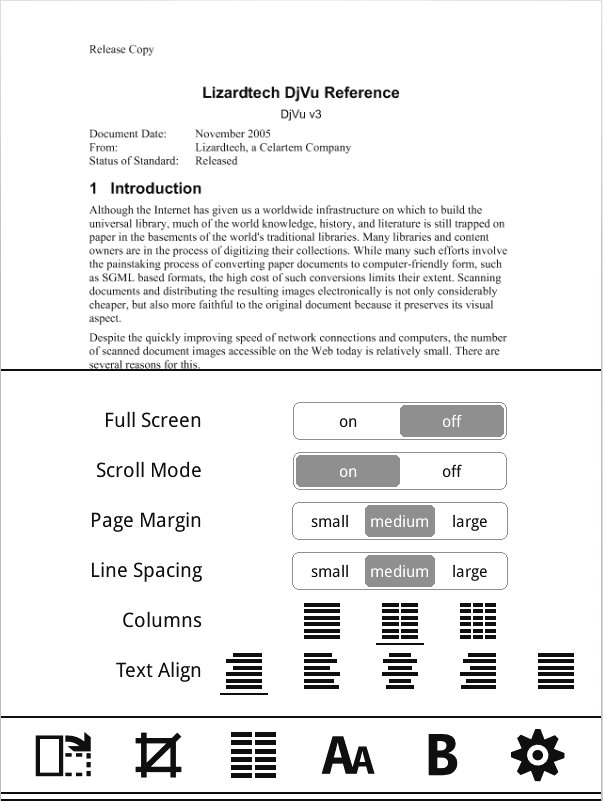 Release Copy
Lizardtech DjVu Reference
DjVu v3
Document Date: November 2005
From: Lizardtech, a Celartem Company
Status of Standard: Released
1 Introduction
Although the Internet has given us a worldwide infrastructure on which to build the
universal library, much of the world knowledge, history, and literature is still trapped on
paper in the basements of the world's traditional libraries. Many libraries and content
owners are in the process of digitizing their collections. While many such efforts involve
the painstaking process of converting paper documents to computer-friendly form, such
as SGML based formats, the high cost of such conversions limits their extent. Scanning
documents and distributing the resulting images electronically is not only considerably
cheaper, but also more faithful to the original document because it preserves its visual
aspect.
Despite the quickly improving speed of network connections and computers, the number
of scanned document images accessible on the Web today is relatively small. There are
several reasons for this.
Full Screen on off
Scroll Mode on off
Page Margin small medium large
Line Spacing small medium large
Columns
Text Align
AA B